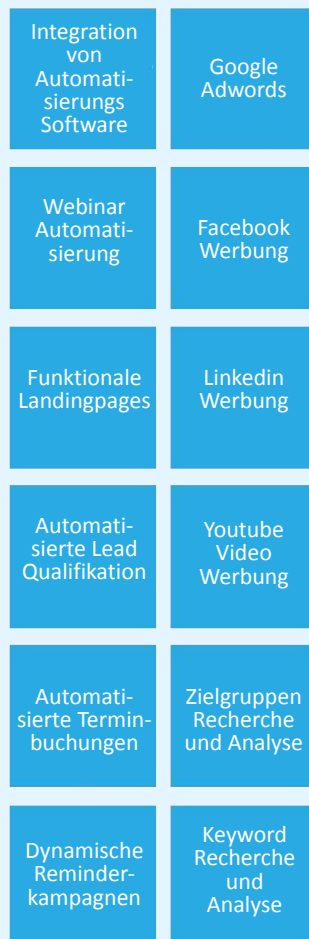 Integration
von
Automati-
sierungs
Software
Google
Adwords
Webinar
Automati-
sierung
Facebook
Werbung
Funktionale
Landingpages
Linkedin
Werbung
Automati-
sierte Lead
Qualifikation
Youtube
Video
Werbung
Automati-
sierte Termin-
buchungen
Zielgruppen
Recherche
und Analyse
Dynamische
Reminder-
kampagnen
Keyword
Recherche
und
Analyse